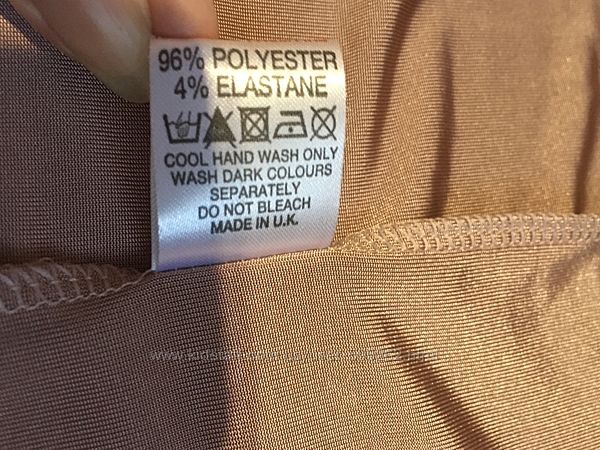 96% POLYESTER
4% ELASTANE
COOL HAND WASH ONLY
WASH DARK COLOURS
SEPARATELY
DO NOT BLEACH
MADE IN U.K.